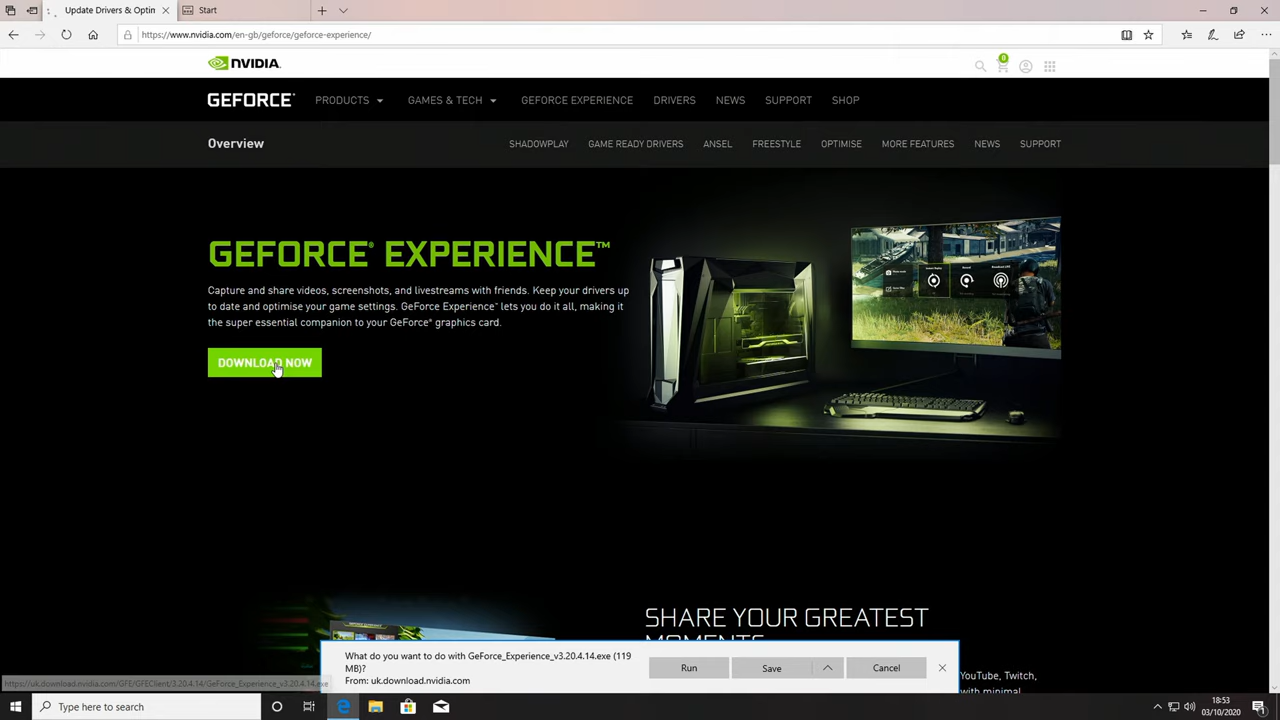 Update Drivers & Optin
Start
https://www.nvidia.com/en-gb/geforce/geforce-experience/
NVIDIA.
0
GEFORCE®
PRODUCTS
GAMES & TECH
GEFORCE EXPERIENCE
DRIVERS
NEWS
SUPPORT
SHOP
Overview
SHADOWPLAY
GAME READY DRIVERS
ANSEL
FREESTYLE
OPTIMISE
MORE FEATURES
NEWS
SUPPORT
GEFORCE® EXPERIENCE™
Capture and share videos, screenshots, and livestreams with friends. Keep your drivers up
to date and optimise your game settings. GeForce Experience™ lets you do it all, making it
the super essential companion to your GeForce® graphics card.
DOWNLOAD NOW
SHARE YOUR GREATEST
MOMENTS
YouTube, Twitch,
with minimal
What do you want to do with GeForce_Experience_v3.20.4.14.exe (119
MB)?
From: uk.download.nvidia.com
Run
Save
Cancel
https://uk.download.nvidia.com/GFE/GFEClient/3.20.4.14/GeForce_Experience_v3.20.4.14.exe
Type here to search
18:53
03/10/2020